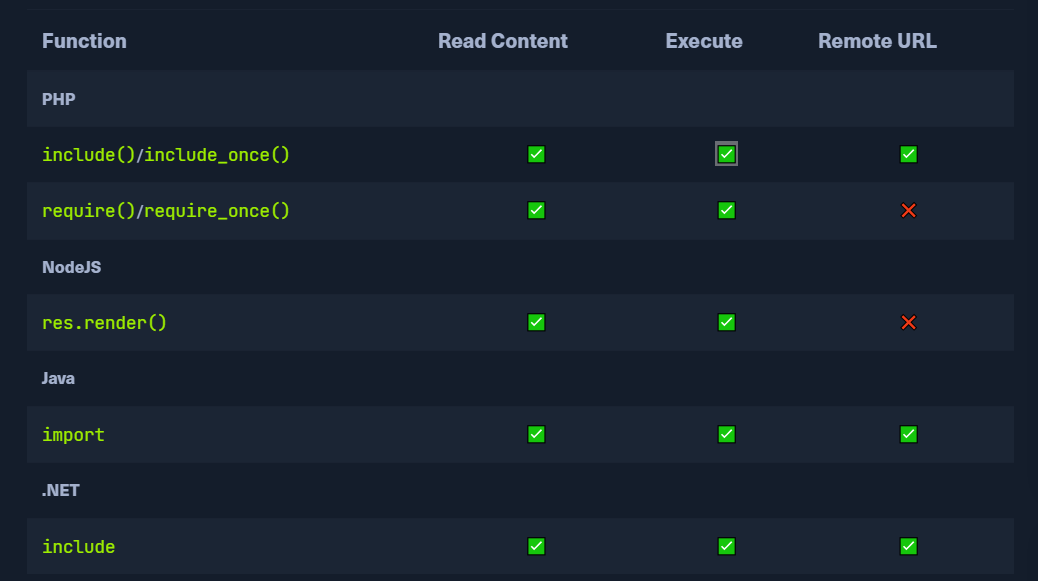 Function Read Content Execute Remote URL
PHP
include()/include_once() ✅ ✅ ✅
require()/require_once() ✅ ✅ ❌
NodeJS
res.render() ✅ ✅ ❌
Java
import ✅ ✅ ✅
.NET
include ✅ ✅ ✅